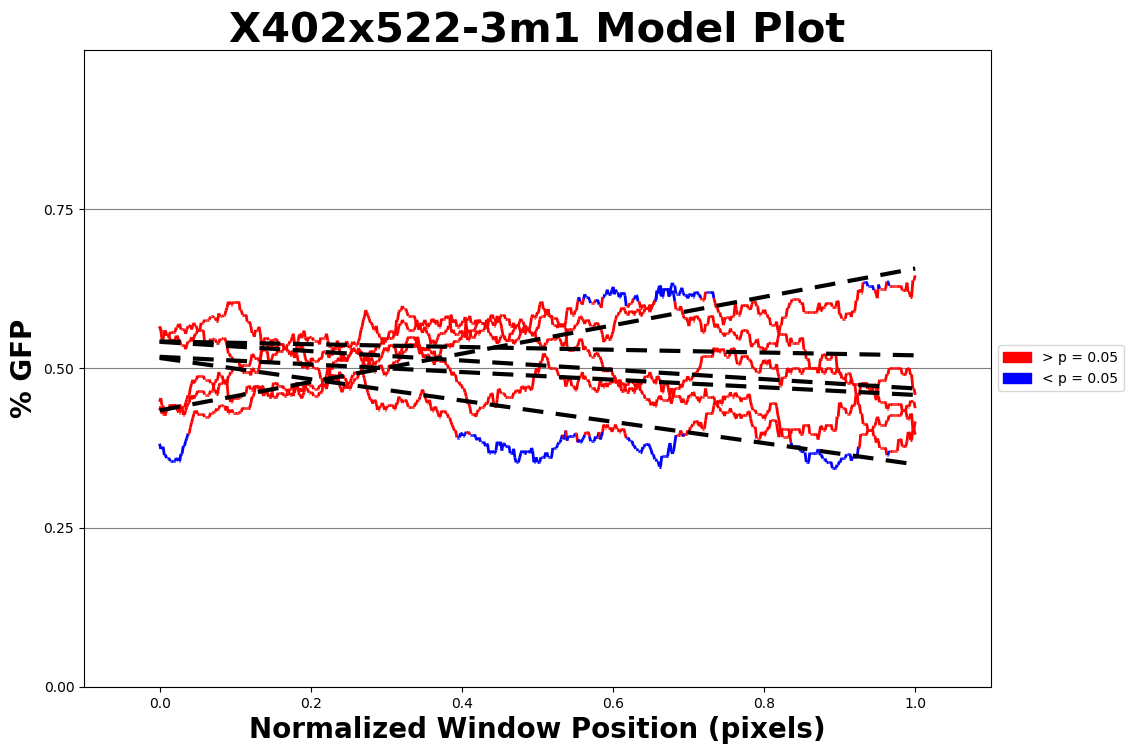 X402x522-3m1 Model Plot
% GFP
0.75
0.50
0.25
0.00
0.0 0.2 0.4 0.6 0.8 1.0
Normalized Window Position (pixels)
> p = 0.05
< p = 0.05